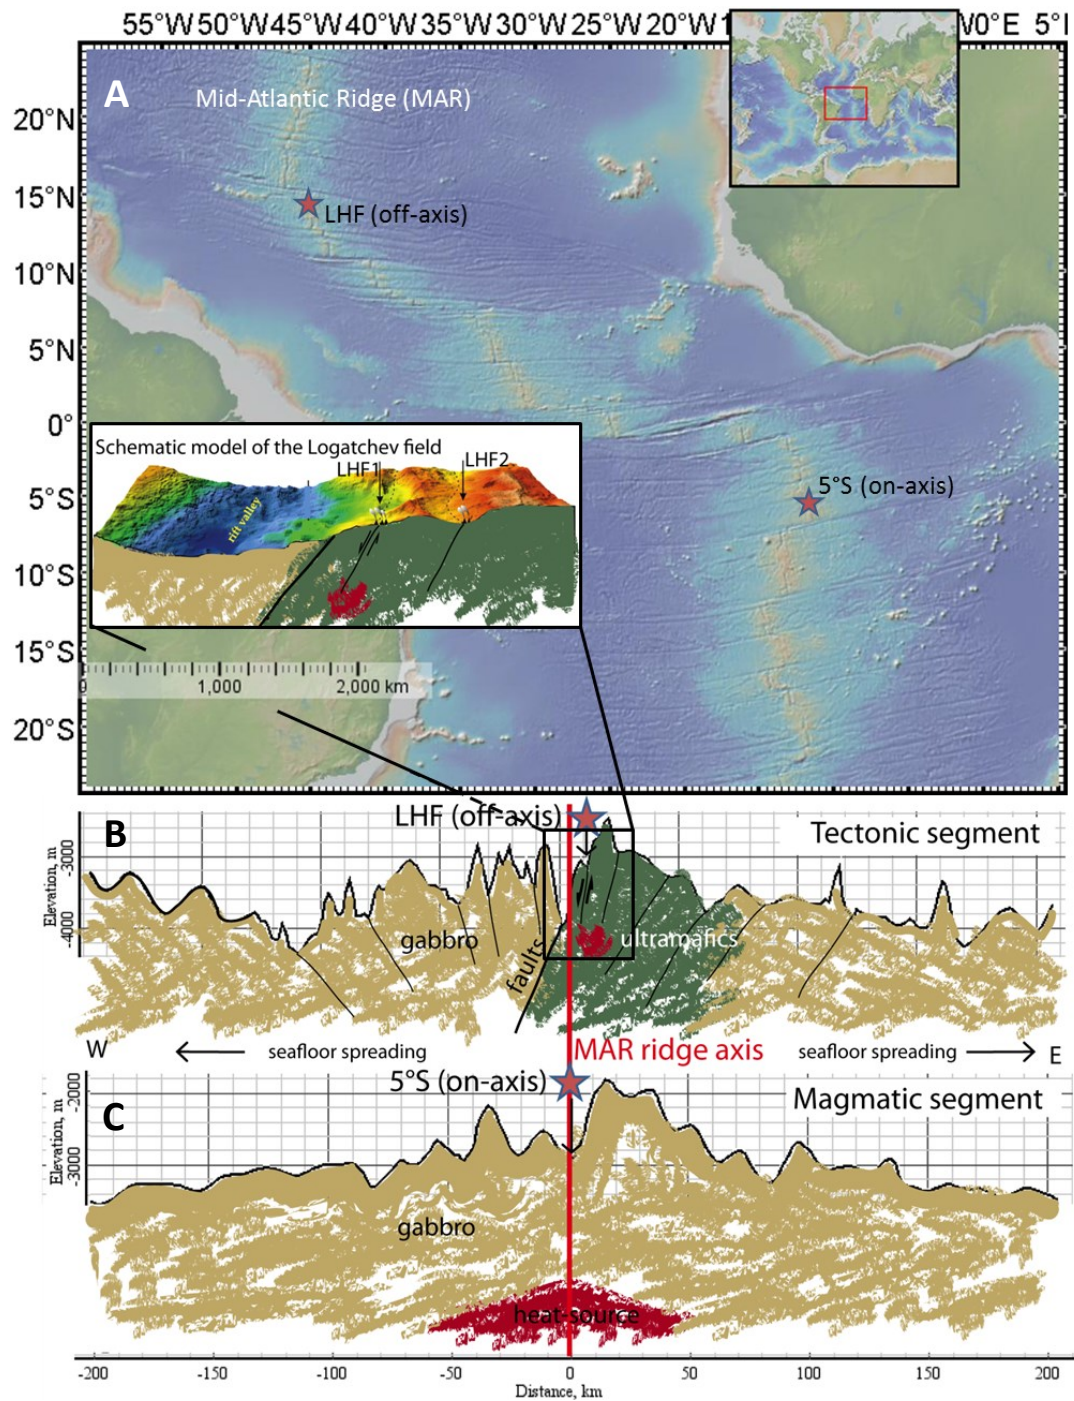 55°W 50°W 45°W 40°W 35°W 30°W 25°W 20°W 1 W 0°E 5°
A
Mid-Atlantic Ridge (MAR)
20°N
15°N
LHF (off-axis)
10°N
5°N
0°
Schematic model of the Logatchev field
LHF1
LHF2
rift valley
5°S
5°S (on-axis)
10°S
15°S
0 1,000 2,000 km
20°S
B
LHF (off-axis)
Tectonic segment
Elevation, m
-3000
-4000
gabbro
faults
ultramafics
W
seafloor spreading
MAR ridge axis
seafloor spreading
E
5°S (on-axis)
C
Magmatic segment
Elevation, m
-2000
-3000
gabbro
heat-source
-200 -150 -100 -50 0 50 100 150 200
Distance, km